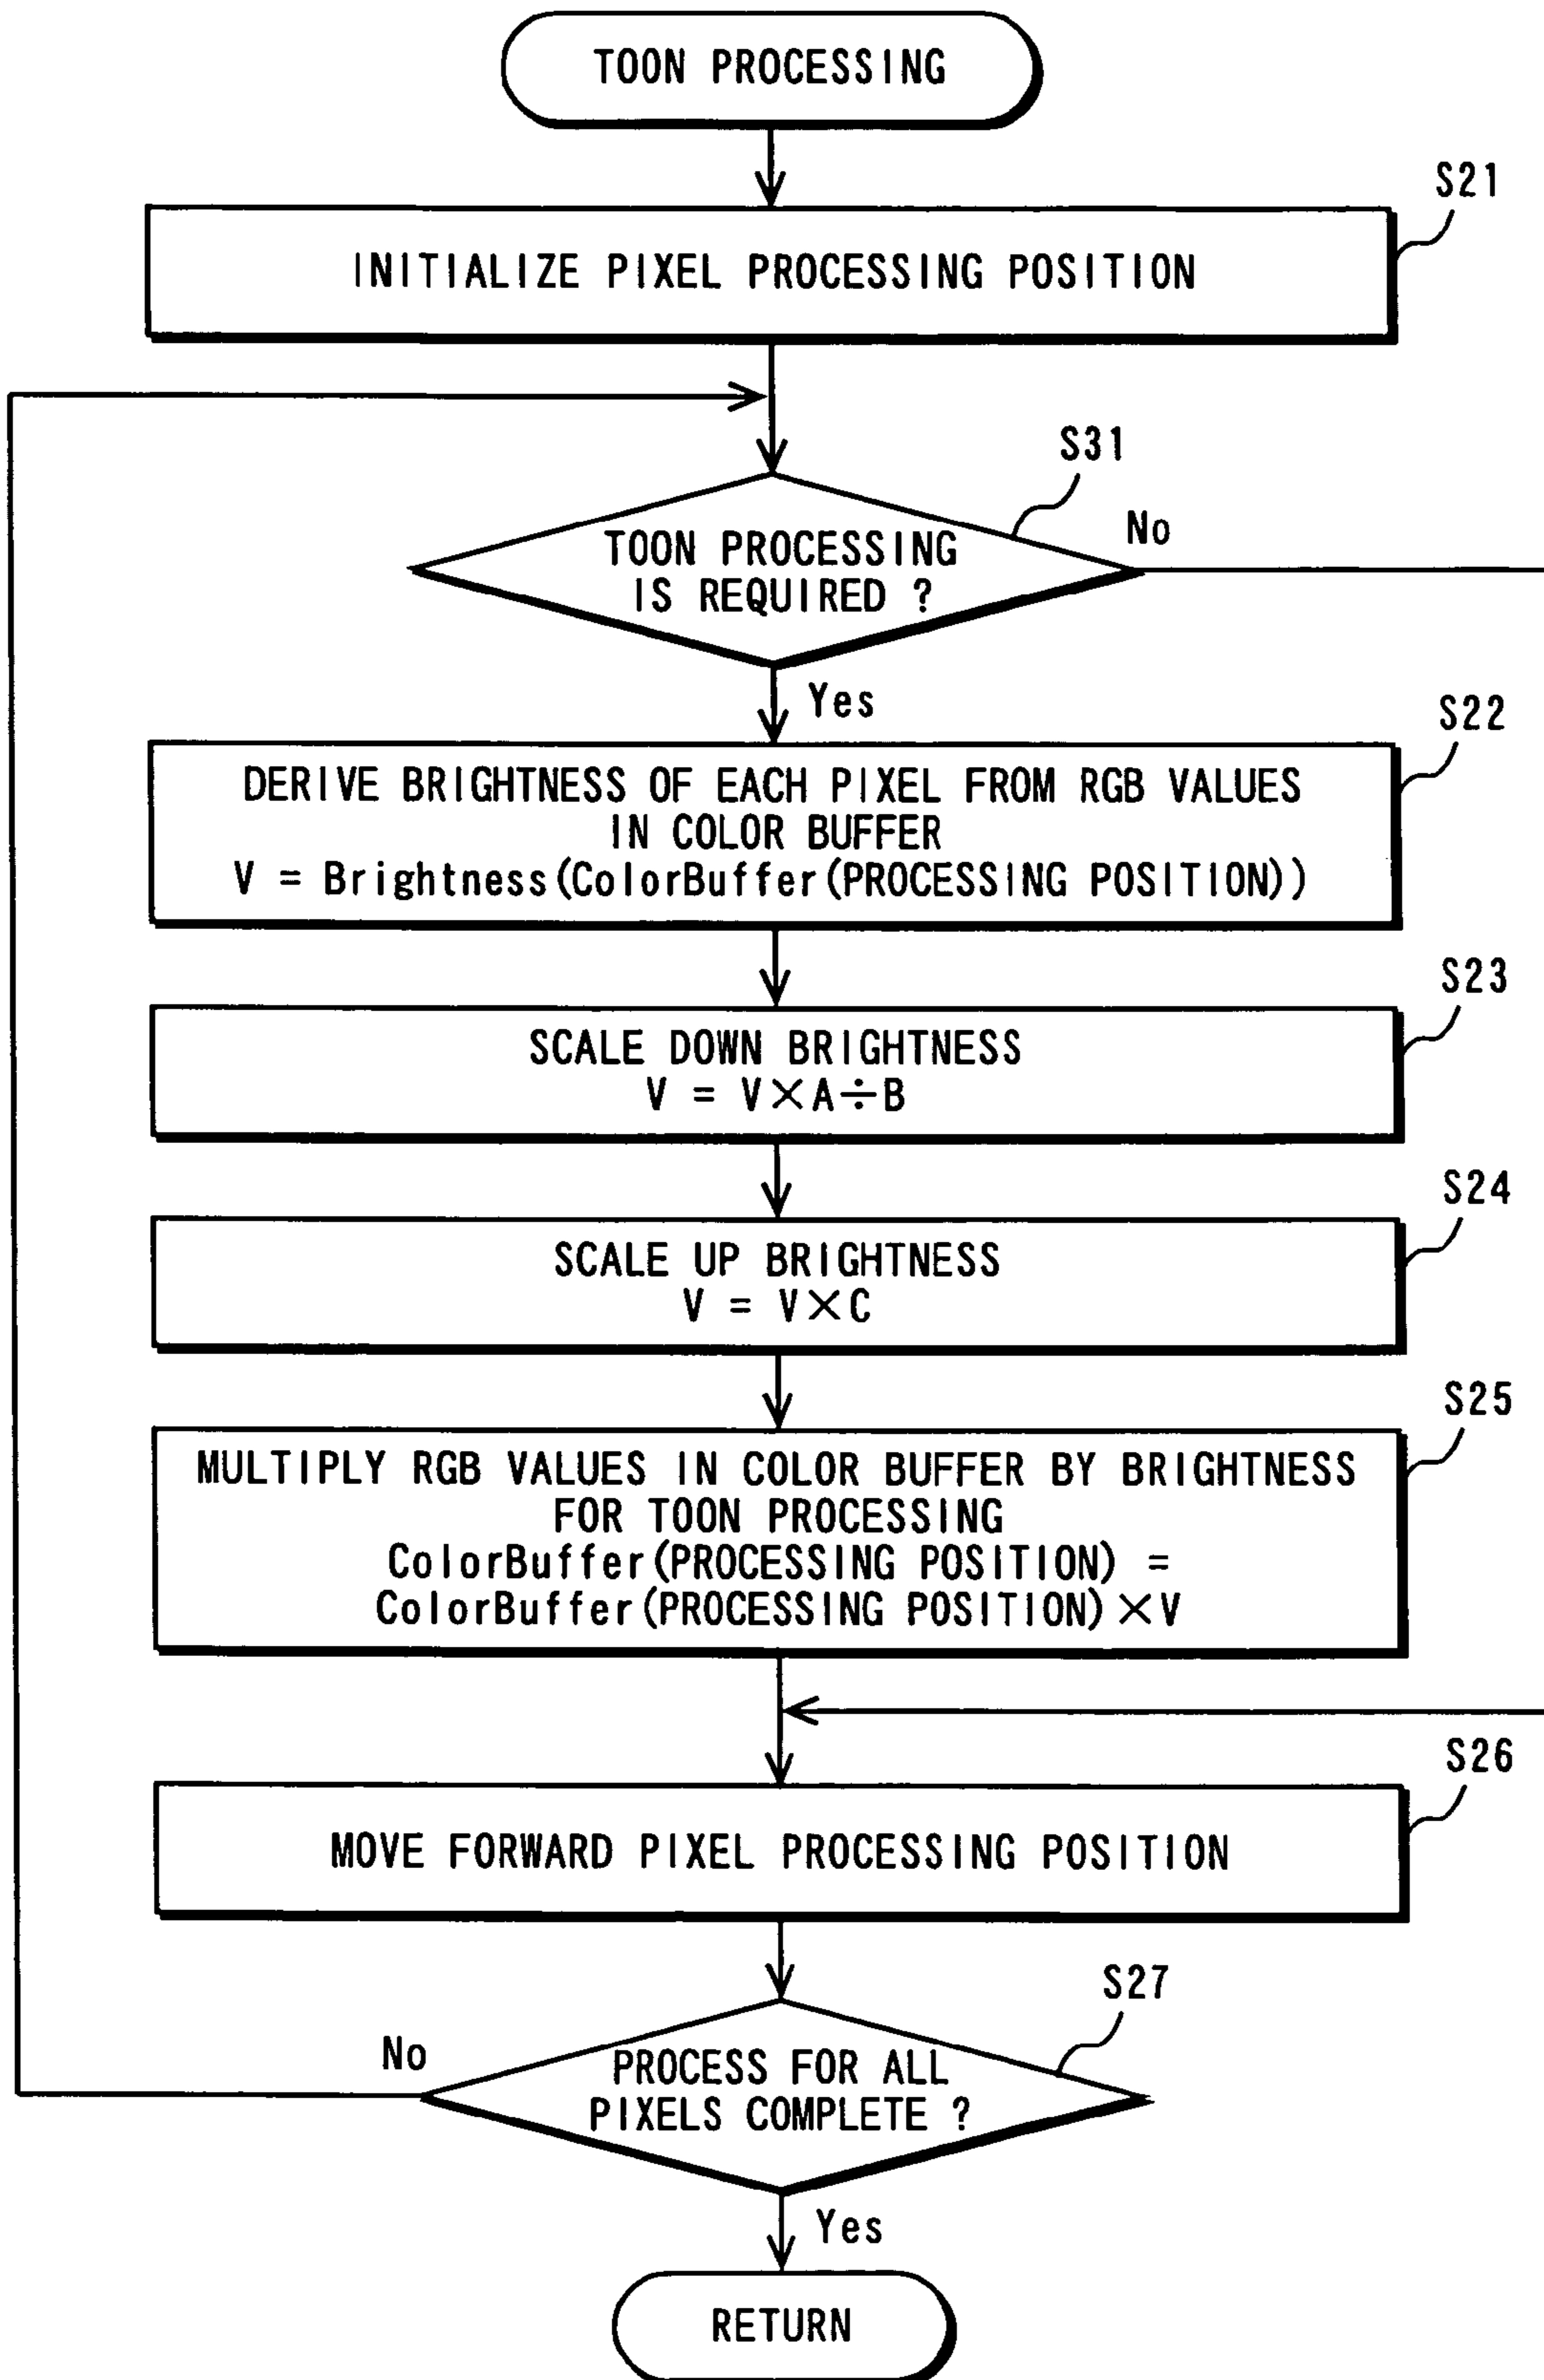 TOON PROCESSING
S21
INITIALIZE PIXEL PROCESSING POSITION
S31
No
TOON PROCESSING
IS REQUIRED ?
Yes
S22
DERIVE BRIGHTNESS OF EACH PIXEL FROM RGB VALUES
IN COLOR BUFFER
V = Brightness(ColorBuffer(PROCESSING POSITION))
S23
SCALE DOWN BRIGHTNESS
V = V×A÷B
S24
SCALE UP BRIGHTNESS
V = V×C
S25
MULTIPLY RGB VALUES IN COLOR BUFFER BY BRIGHTNESS
FOR TOON PROCESSING
ColorBuffer(PROCESSING POSITION) =
ColorBuffer(PROCESSING POSITION)×V
S26
MOVE FORWARD PIXEL PROCESSING POSITION
S27
No
PROCESS FOR ALL
PIXELS COMPLETE ?
Yes
RETURN